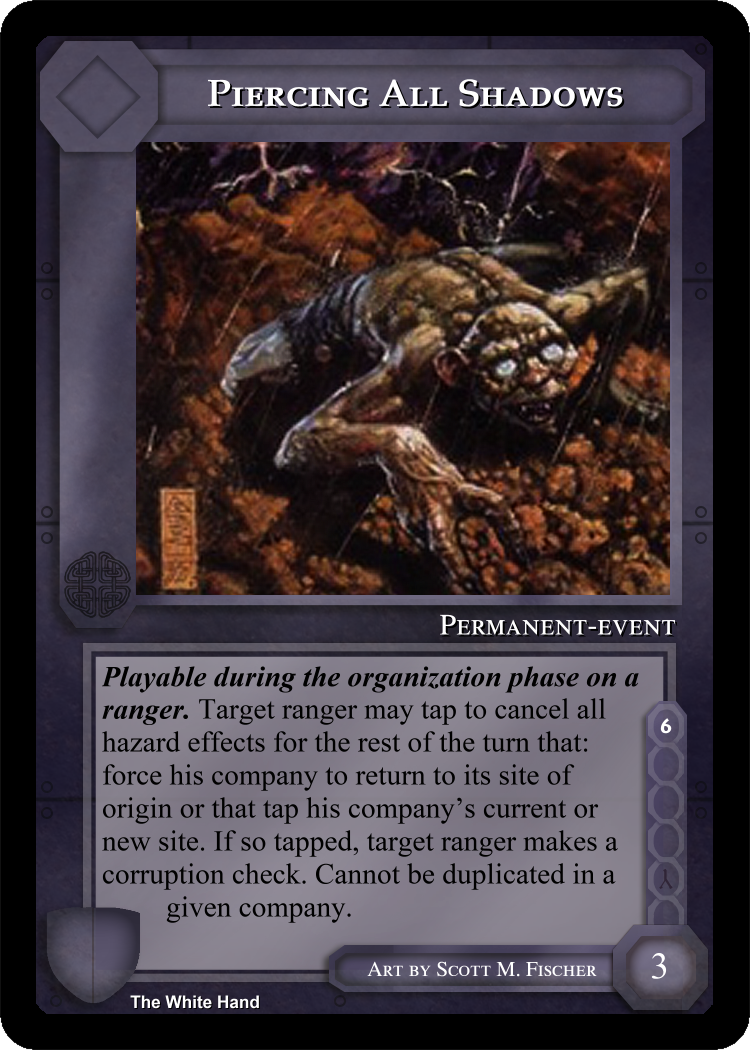 Piercing All Shadows
Permanent-event
Playable during the organization phase on a
ranger. Target ranger may tap to cancel all
hazard effects for the rest of the turn that:
force his company to return to its site of
origin or that tap his company’s current or
new site. If so tapped, target ranger makes a
corruption check. Cannot be duplicated in a
given company.
6
Art by Scott M. Fischer
3
The White Hand